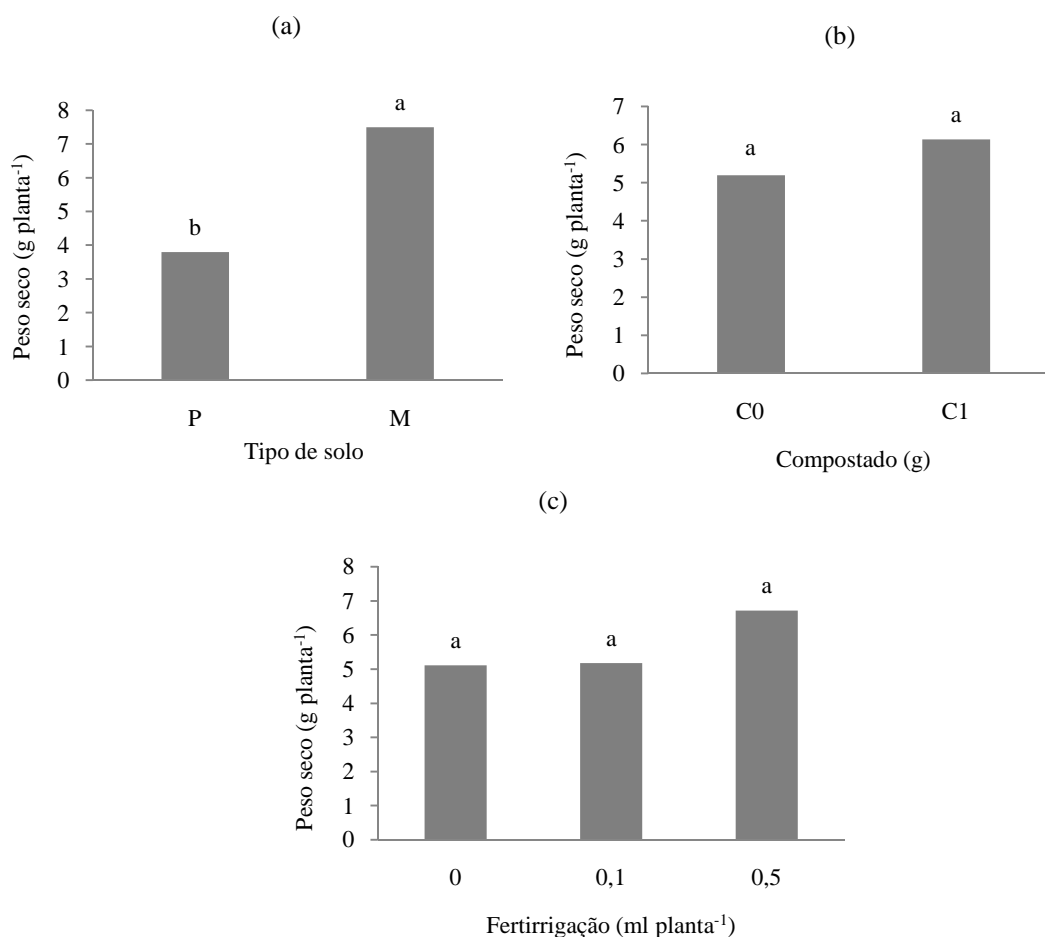 (a)
Peso seco (g planta⁻¹)
8
7
6
5
4
3
2
1
0
b
a
P M
Tipo de solo
(b)
Peso seco (g planta⁻¹)
7
6
5
4
3
2
1
0
a
a
C0 C1
Compostado (g)
(c)
Peso seco (g planta⁻¹)
8
7
6
5
4
3
2
1
0
a
a
a
0 0,1 0,5
Fertirrigação (ml planta⁻¹)